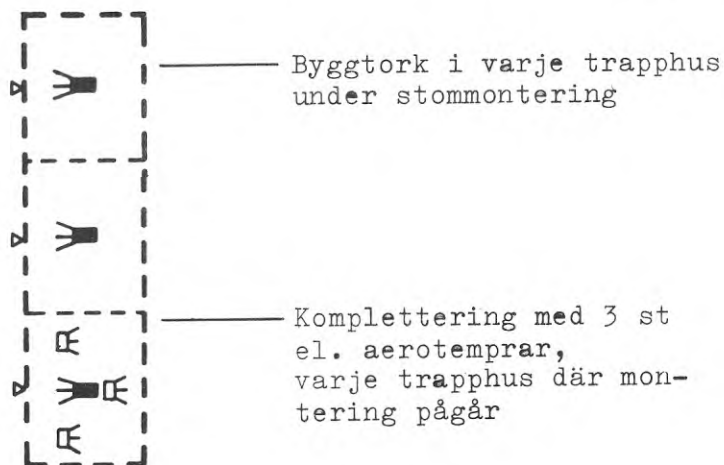 Byggtork i varje trapphus
under stommontering
Komplettering med 3 st
el. aerotemprar,
varje trapphus där mon-
tering pågår